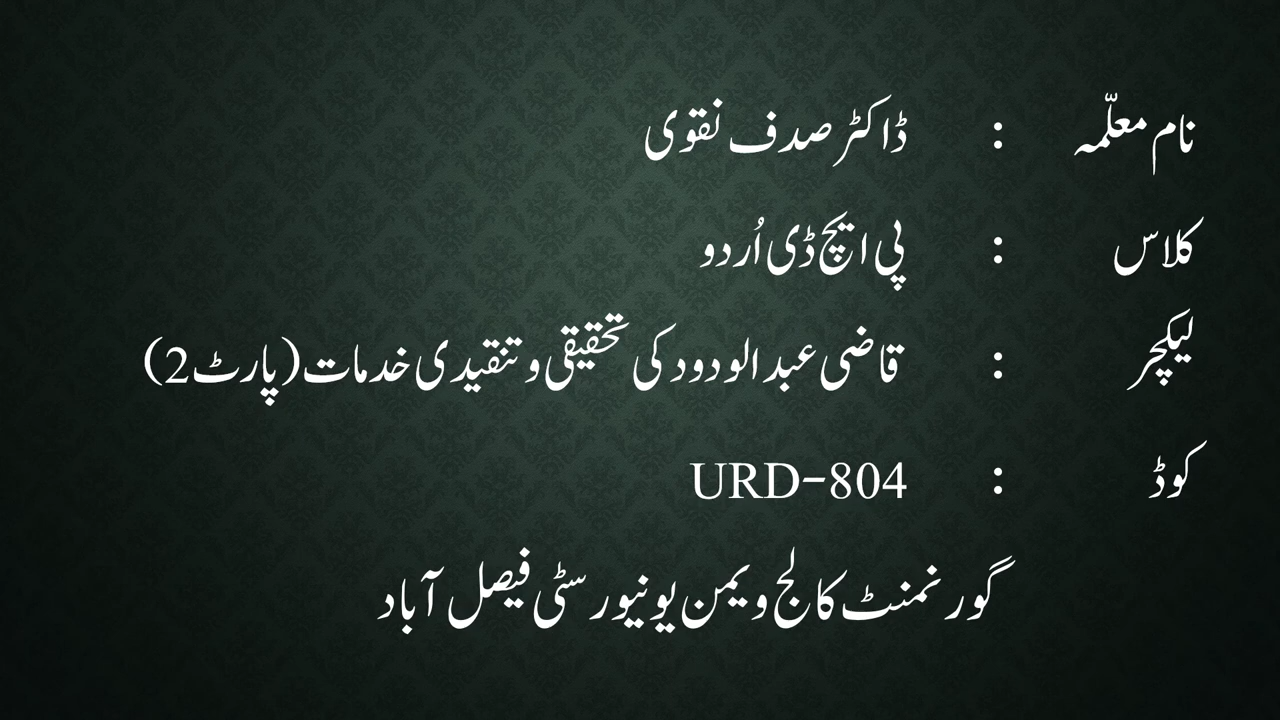 نام معلّمہ : ڈاکٹر صدف نقوی
کلاس : پی ایچ ڈی اُردو
لیکچر : قاضی عبدالودود کی تحقیقی و تنقیدی خدمات (پارٹ 2)
کوڈ : URD-804
گورنمنٹ کالج ویمن یونیورسٹی فیصل آباد